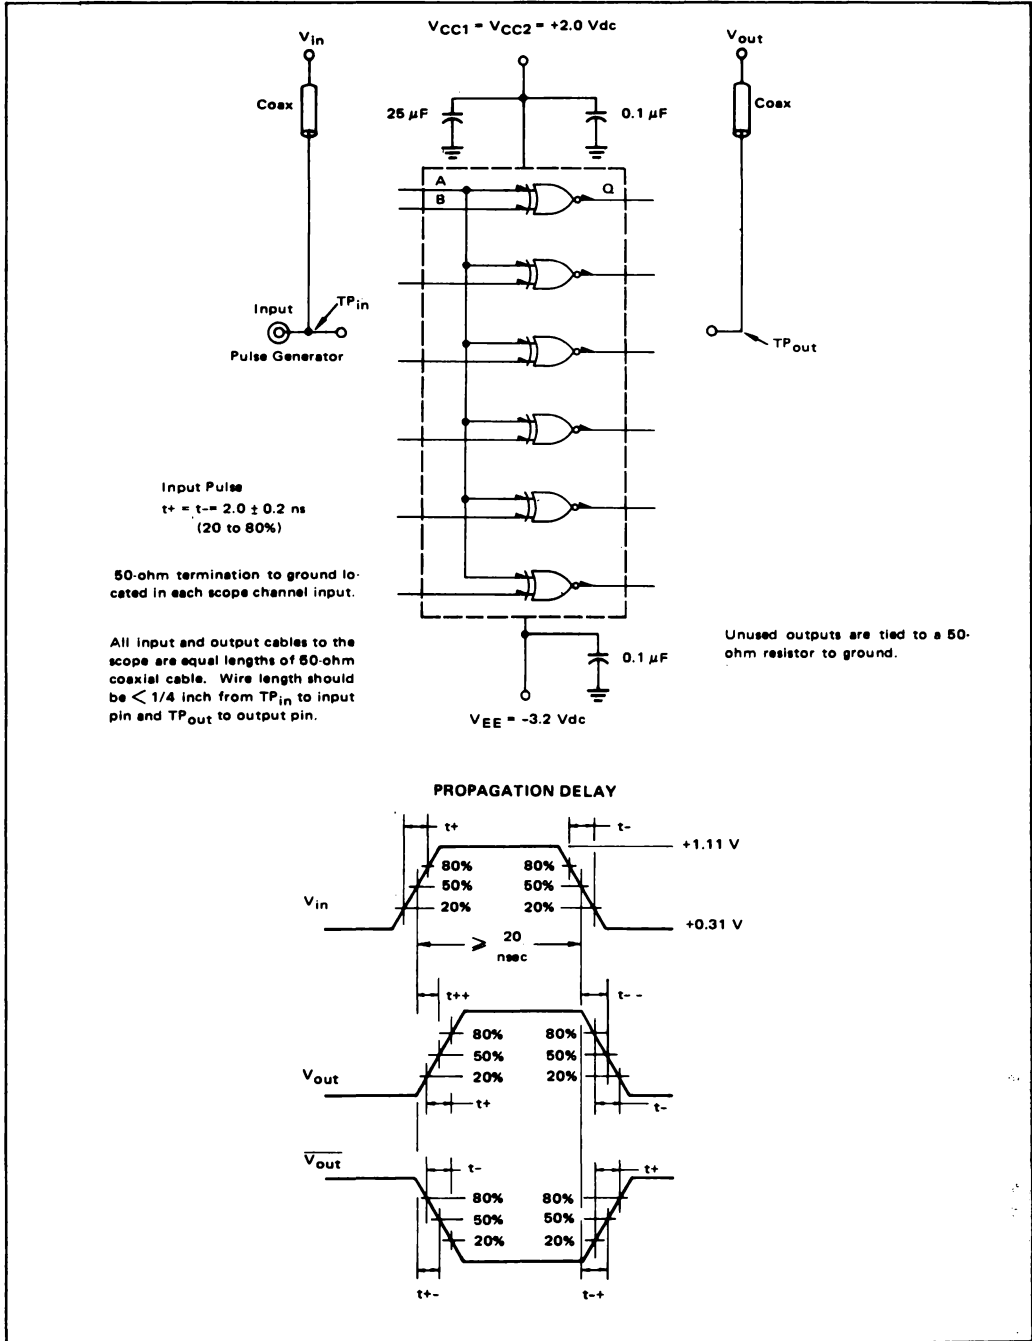 VCC1 = VCC2 = +2.0 Vdc
Vin
Vout
Coax
25 μF
0.1 μF
Coax
A
B
Q
Input
TPin
Pulse Generator
TPout
Input Pulse
t+ = t-= 2.0 ± 0.2 ns
(20 to 80%)
50-ohm termination to ground lo-
cated in each scope channel input.
All input and output cables to the
scope are equal lengths of 50-ohm
coaxial cable. Wire length should
be < 1/4 inch from TPin to input
pin and TPout to output pin.
Unused outputs are tied to a 50-
ohm resistor to ground.
0.1 μF
VEE = -3.2 Vdc
PROPAGATION DELAY
t+
t-
+1.11 V
80%
80%
50%
50%
Vin
20%
20%
+0.31 V
⩾ 20
nsec
t++
t--
80%
80%
50%
50%
Vout
20%
20%
t+
t-
V̅o̅u̅t̅
t-
t+
80%
80%
50%
50%
20%
20%
t+-
t-+